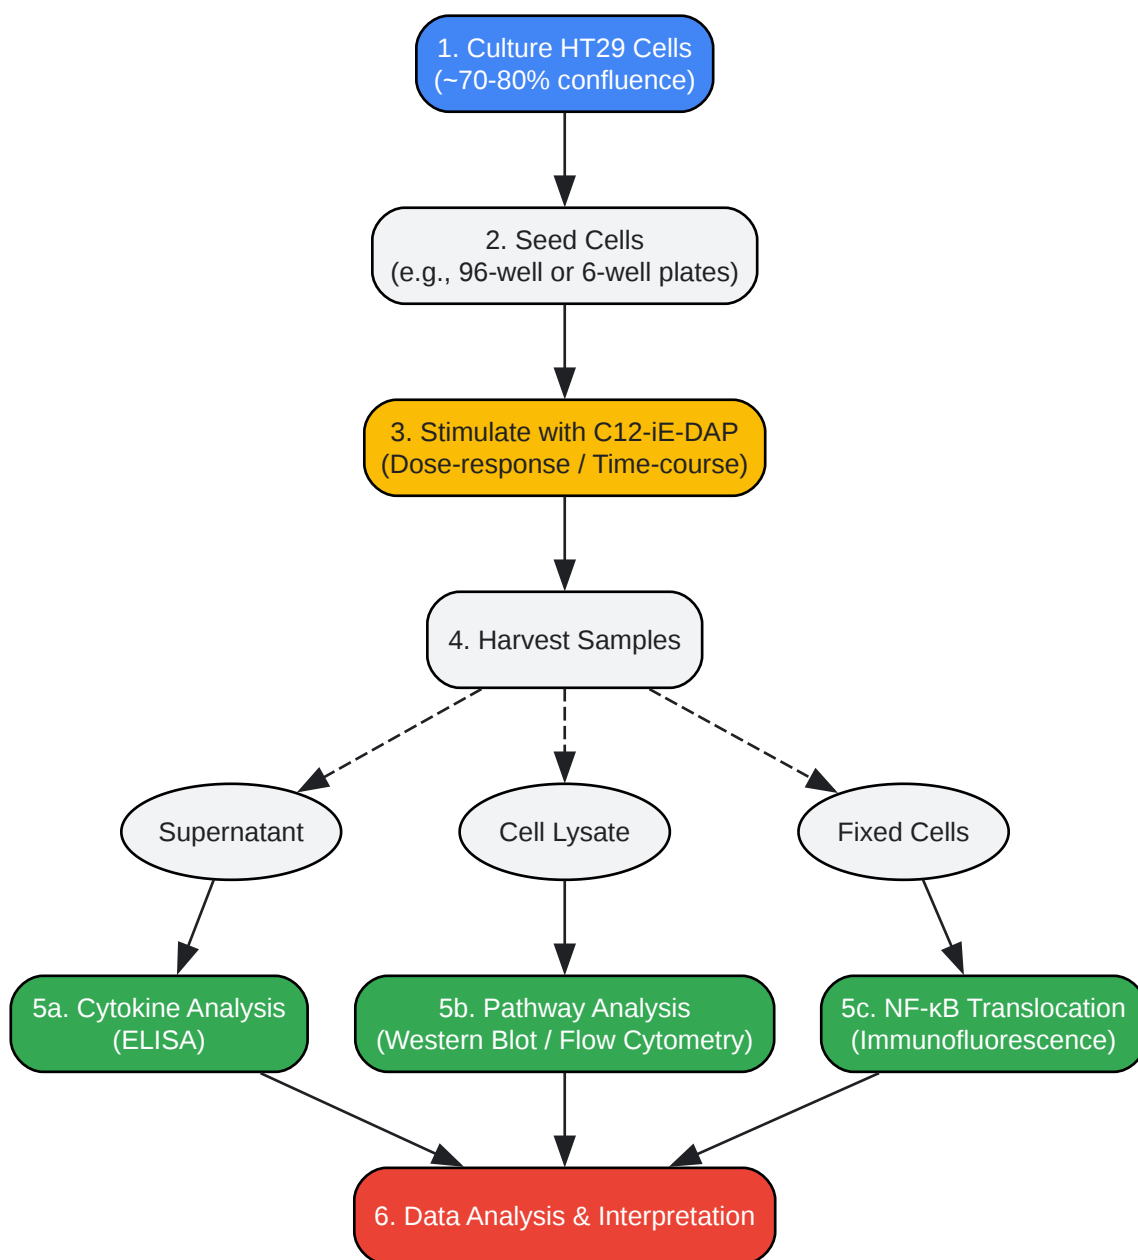 1. Culture HT29 Cells
(~70-80% confluence)
2. Seed Cells
(e.g., 96-well or 6-well plates)
3. Stimulate with C12-iE-DAP
(Dose-response / Time-course)
4. Harvest Samples
Supernatant
Cell Lysate
Fixed Cells
5a. Cytokine Analysis
(ELISA)
5b. Pathway Analysis
(Western Blot / Flow Cytometry)
5c. NF-κB Translocation
(Immunofluorescence)
6. Data Analysis & Interpretation